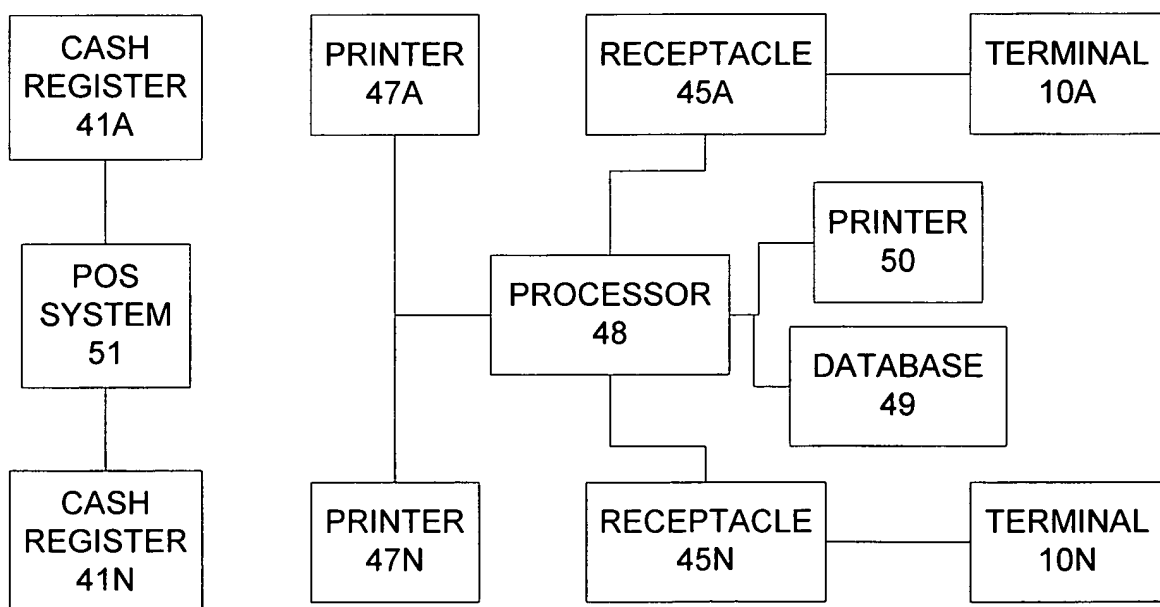 CASH
REGISTER
41A
PRINTER
47A
RECEPTACLE
45A
TERMINAL
10A
POS
SYSTEM
51
PROCESSOR
48
PRINTER
50
DATABASE
49
CASH
REGISTER
41N
PRINTER
47N
RECEPTACLE
45N
TERMINAL
10N